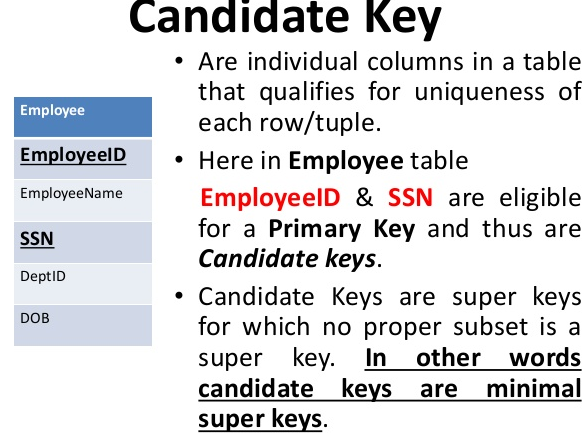 Candidate Key
• Are individual columns in a table
that qualifies for uniqueness of
each row/tuple.
• Here in Employee table
EmployeeID & SSN are eligible
for a Primary Key and thus are
Candidate keys.
• Candidate Keys are super keys
for which no proper subset is a
super key. In other words
candidate keys are minimal
super keys.
Employee
EmployeeID
EmployeeName
SSN
DeptID
DOB